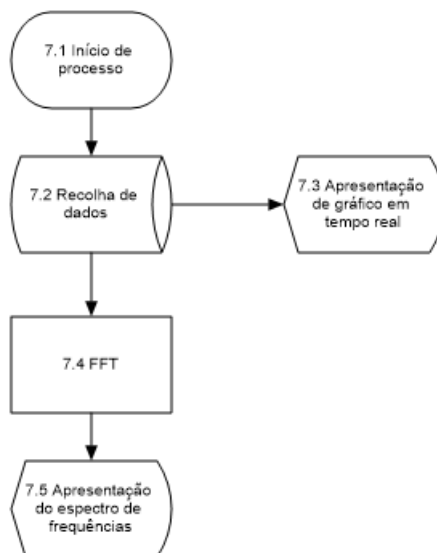 7.1 Início de
processo
7.2 Recolha de
dados
7.3 Apresentação
de gráfico em
tempo real
7.4 FFT
7.5 Apresentação
do espectro de
frequências